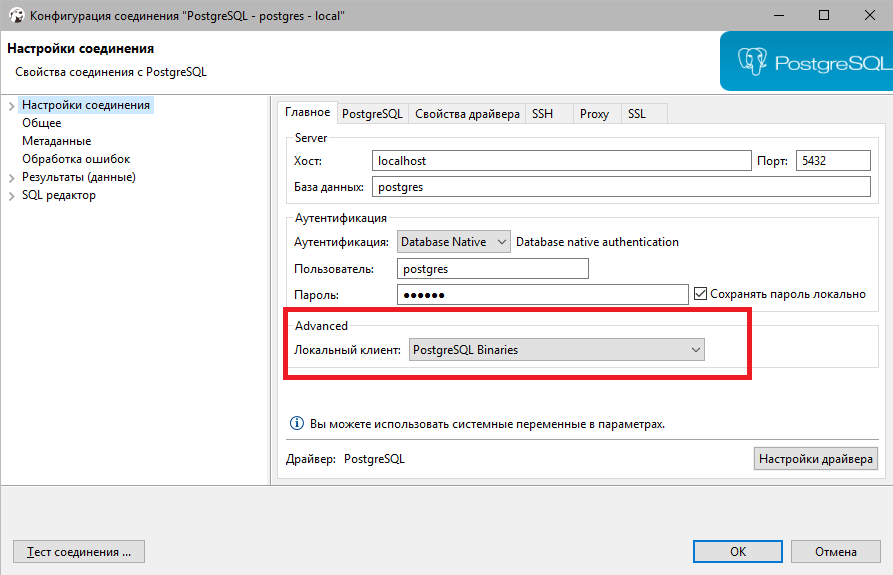 Конфигурация соединения "PostgreSQL - postgres - local"
Настройки соединения
Свойства соединения с PostgreSQL
PostgreSQL
Настройки соединения
Общее
Метаданные
Обработка ошибок
Результаты (данные)
SQL редактор
Главное PostgreSQL Свойства драйвера SSH Proxy SSL
Server
Хост: localhost Порт: 5432
База данных: postgres
Аутентификация
Аутентификация: Database Native Database native authentication
Пользователь: postgres
Пароль: ●●●●●● Сохранять пароль локально
Advanced
Локальный клиент: PostgreSQL Binaries
Вы можете использовать системные переменные в параметрах.
Драйвер: PostgreSQL Настройки драйвера
Тест соединения ... OK Отмена